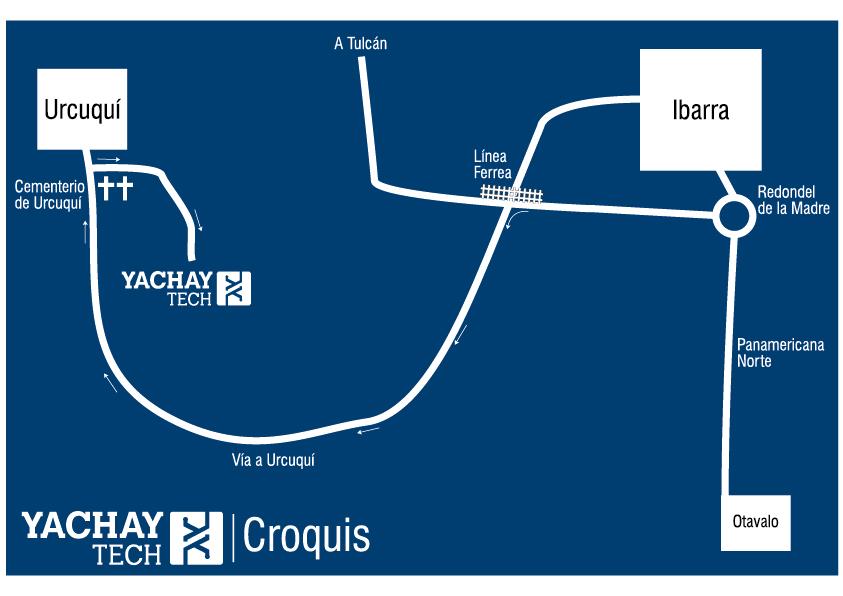 A Tulcán
Urcuquí
Ibarra
Línea
Ferrea
Cementerio
de Urcuquí
Redondel
de la Madre
YACHAY
TECH
Panamericana
Norte
Vía a Urcuquí
Otavalo
YACHAY
TECH
Croquis